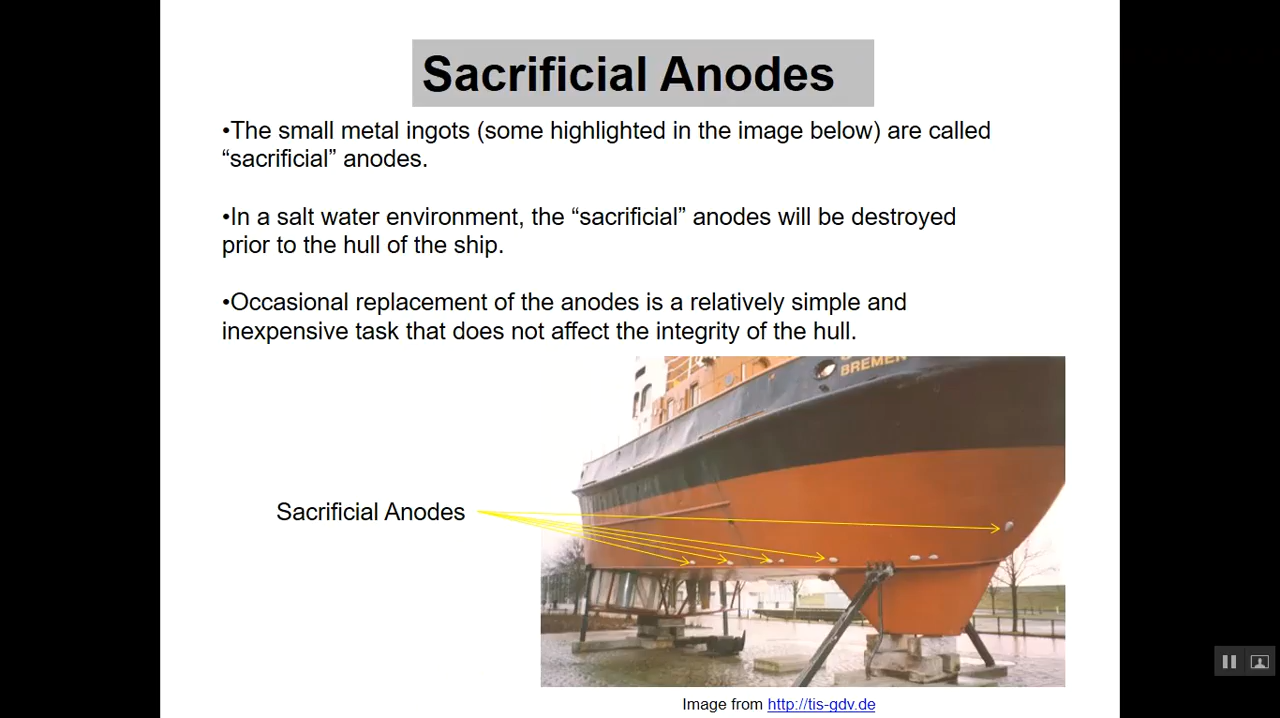 Sacrificial Anodes
•The small metal ingots (some highlighted in the image below) are called
“sacrificial” anodes.
•In a salt water environment, the “sacrificial” anodes will be destroyed
prior to the hull of the ship.
•Occasional replacement of the anodes is a relatively simple and
inexpensive task that does not affect the integrity of the hull.
BREMEN
Sacrificial Anodes
Image from http://tis-gdv.de